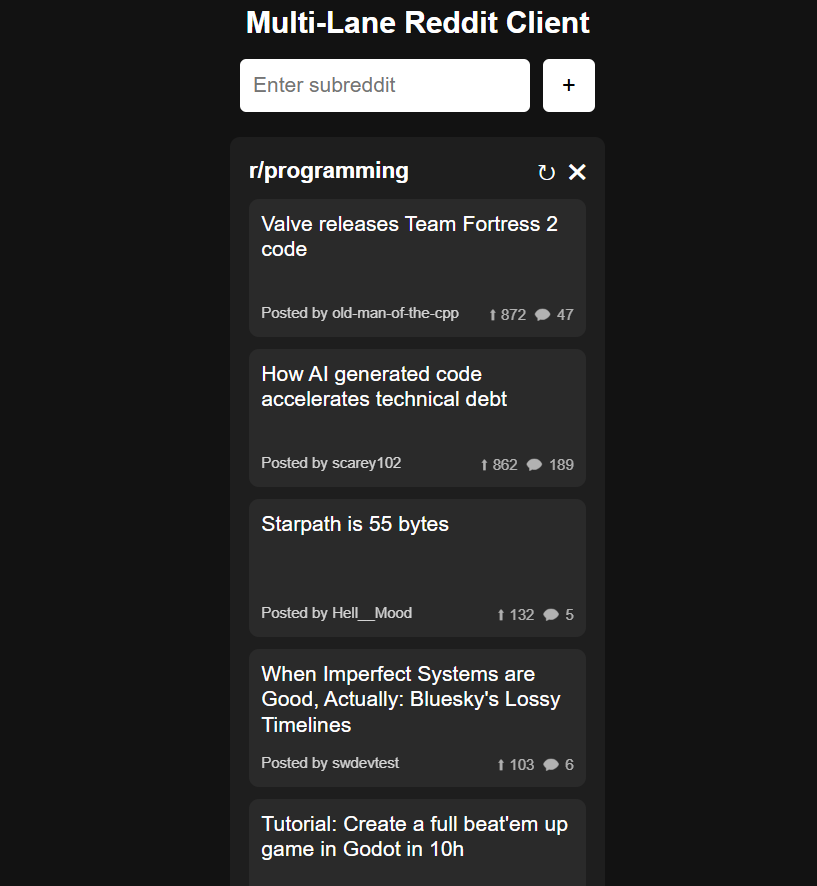 Multi-Lane Reddit Client
Enter subreddit
+
r/programming ↻ ✕
Valve releases Team Fortress 2
code
Posted by old-man-of-the-cpp ⬆ 872 💬 47
How AI generated code
accelerates technical debt
Posted by scarey102 ⬆ 862 💬 189
Starpath is 55 bytes
Posted by Hell__Mood ⬆ 132 💬 5
When Imperfect Systems are
Good, Actually: Bluesky's Lossy
Timelines
Posted by swdevtest ⬆ 103 💬 6
Tutorial: Create a full beat'em up
game in Godot in 10h